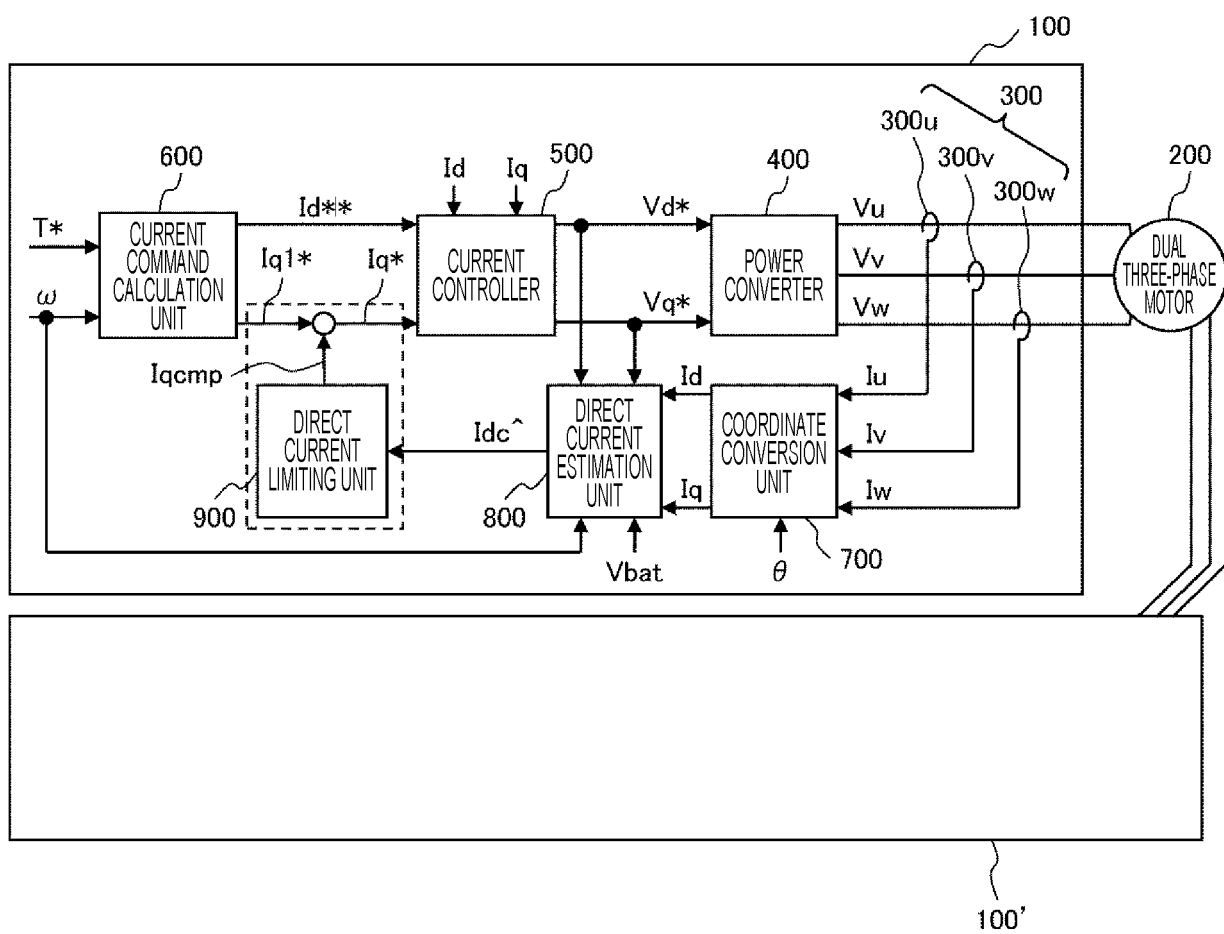 100
300
300u
300v
300w
200
600
Id
Iq
500
400
T*
ω
CURRENT
COMMAND
CALCULATION
UNIT
Id**
Iq1*
Iq*
CURRENT
CONTROLLER
Vd*
Vq*
POWER
CONVERTER
Vu
Vv
Vw
DUAL
THREE-PHASE
MOTOR
Iqcmp
DIRECT
CURRENT
LIMITING UNIT
900
Idc^
DIRECT
CURRENT
ESTIMATION
UNIT
800
Id
Iq
COORDINATE
CONVERSION
UNIT
Iu
Iv
Iw
700
Vbat
θ
100'